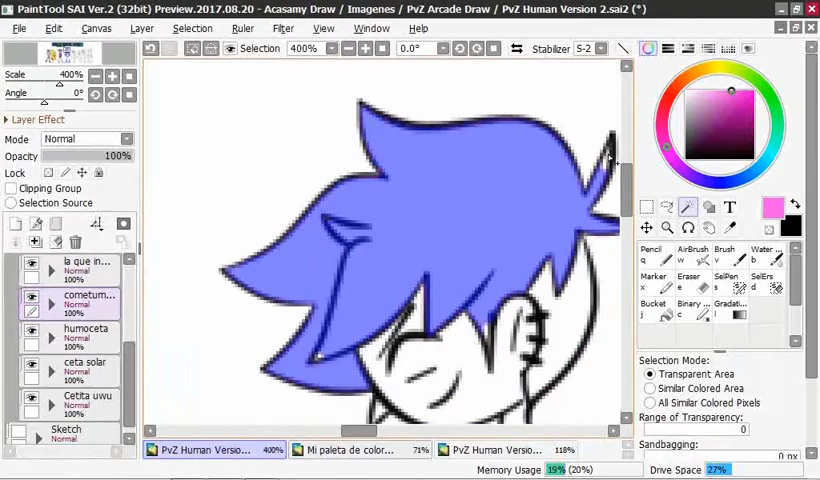 PaintTool SAI Ver.2 (32bit) Preview.2017.08.20 - Acasamy Draw / Imagenes / PvZ Arcade Draw / PvZ Human Version 2.sai2 (*)
File Edit Canvas Layer Selection Ruler Filter View Window Help
Selection 400% 0.0° Stabilizer S-2
Scale 400%
Angle 0°
Layer Effect
Mode Normal
Opacity 100%
Lock
Clipping Group
Selection Source
la que in...
Normal
100%
cometum...
Normal
100%
humoceta
Normal
100%
ceta solar
Normal
100%
Cetita uwu
Normal
100%
Sketch
Normal
T
Pencil q
AirBrush w
Brush v
Water ... b
Marker x
Eraser e
SelPen s
SelErs d
Bucket j
Binary ... c
Gradati... l
Selection Mode:
Transparent Area
Similar Colored Area
All Similar Colored Pixels
Range of Transparency:
0
Sandbagging:
0 px
PvZ Human Versio... 400%
Mi paleta de color... 71%
PvZ Human Versio... 118%
Memory Usage 19% (20%) Drive Space 27%